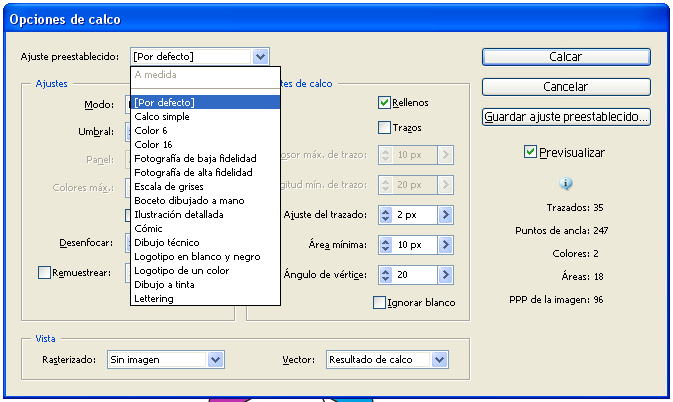 Opciones de calco
Ajuste preestablecido: [Por defecto]
A medida
[Por defecto]
Calco simple
Color 6
Color 16
Fotografía de baja fidelidad
Fotografía de alta fidelidad
Escala de grises
Boceto dibujado a mano
Ilustración detallada
Cómic
Dibujo técnico
Logotipo en blanco y negro
Logotipo de un color
Dibujo a tinta
Lettering
Ajustes
Modo:
Umbral:
Panel:
Colores máx.:
Desenfocar:
Remuestrear:
de calco
Rellenos
Trazos
máx. de trazo: 10 px
mín. de trazo: 20 px
Ajuste del trazado: 2 px
Área mínima: 10 px
Ángulo de vértice: 20
Ignorar blanco
Calcar
Cancelar
Guardar ajuste preestablecido...
Previsualizar
Trazados: 35
Puntos de ancla: 247
Colores: 2
Áreas: 18
PPP de la imagen: 96
Vista
Rasterizado: Sin imagen
Vector: Resultado de calco